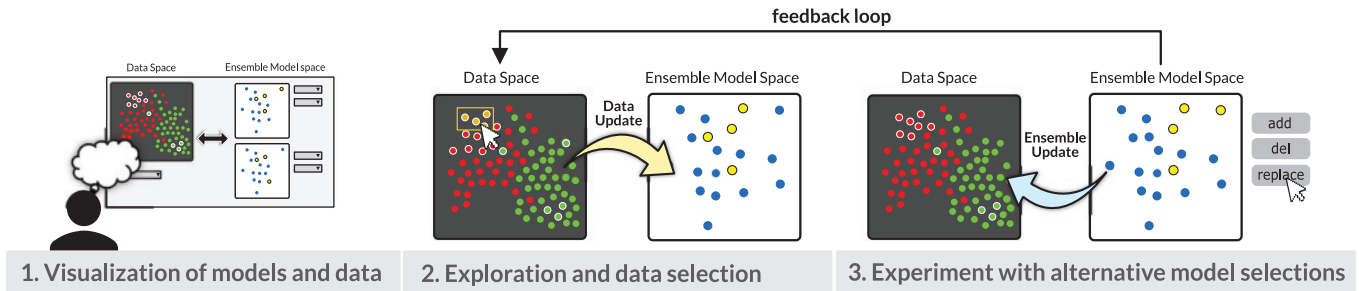 feedback loop
Data Space
Ensemble Model space
Data Space
Ensemble Model Space
Data
Update
Data Space
Ensemble Model Space
Ensemble
Update
add
del
replace
1. Visualization of models and data
2. Exploration and data selection
3. Experiment with alternative model selections